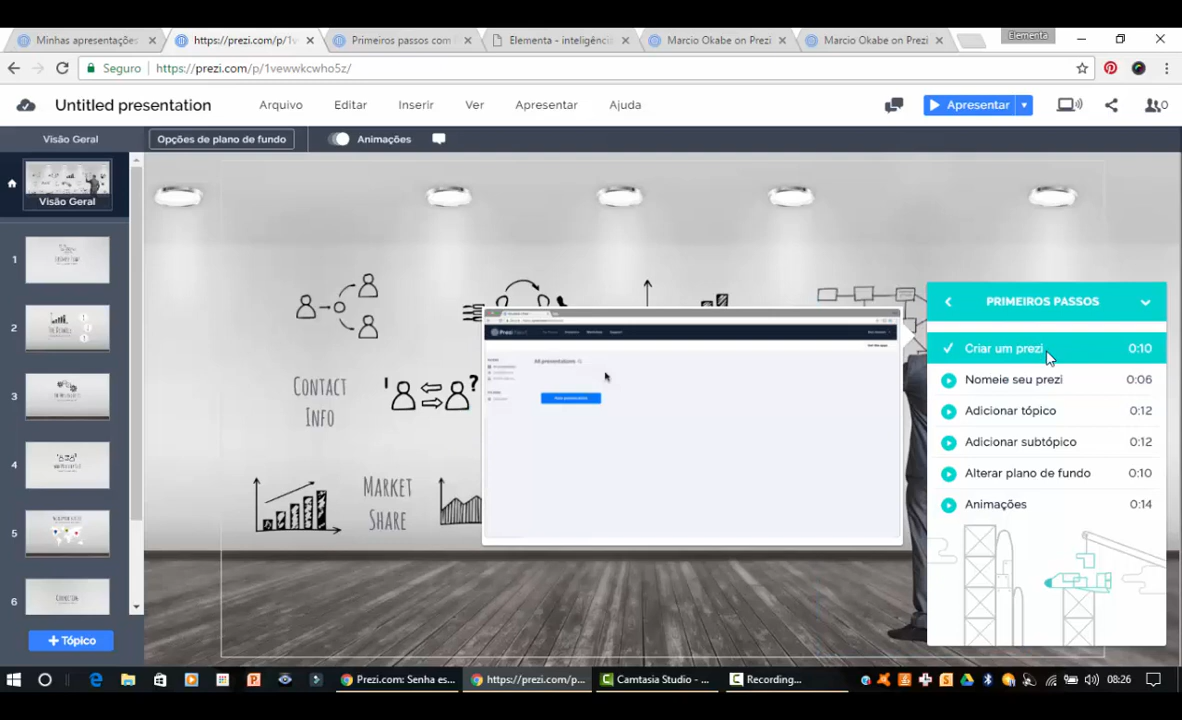 Elementa
Minhas apresentações
https://prezi.com/p/1v
Primeiros passos com
Elementa - inteligênc
Marcio Okabe on Prezi
Marcio Okabe on Prezi
Seguro
https://prezi.com/p/1vewwkcwho5z/
Untitled presentation
Arquivo
Editar
Inserir
Ver
Apresentar
Ajuda
Apresentar
0
Visão Geral
Opções de plano de fundo
Animações
Visão Geral
1
2
3
4
5
6
+ Tópico
CONTACT
INFO
MARKET
SHARE
All presentations
PRIMEIROS PASSOS
Criar um prezi 0:10
Nomeie seu prezi 0:06
Adicionar tópico 0:12
Adicionar subtópico 0:12
Alterar plano de fundo 0:10
Animações 0:14
Prezi.com: Senha es...
https://prezi.com/p...
Camtasia Studio - ...
Recording...
08:26